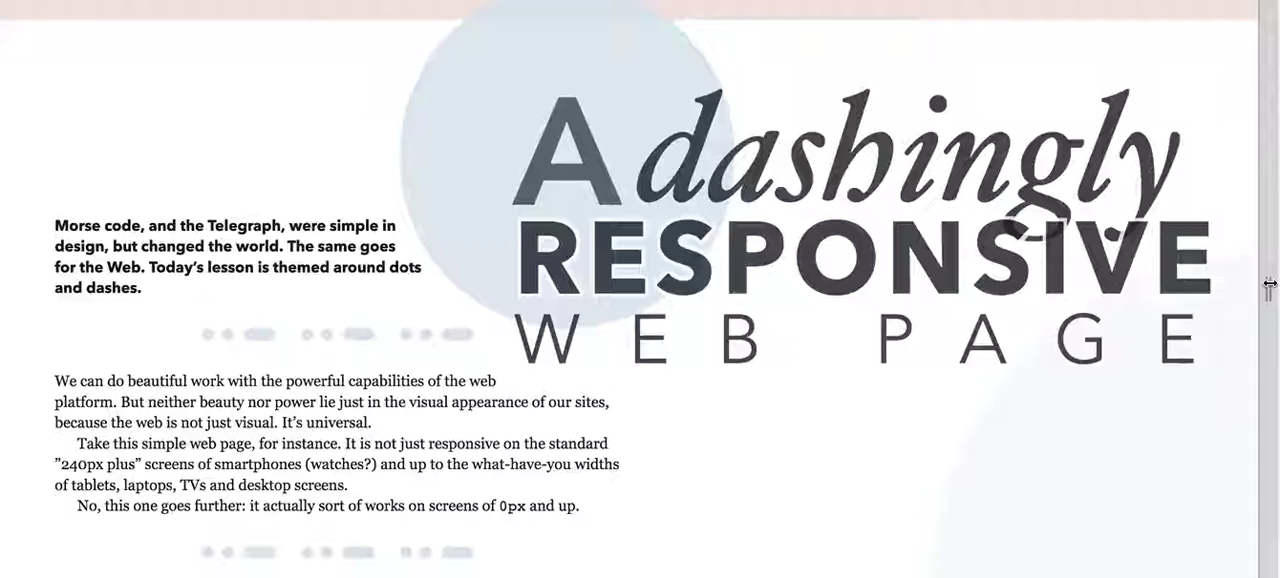 A dashingly
RESPONSIVE
WEB PAGE
Morse code, and the Telegraph, were simple in
design, but changed the world. The same goes
for the Web. Today’s lesson is themed around dots
and dashes.
We can do beautiful work with the powerful capabilities of the web
platform. But neither beauty nor power lie just in the visual appearance of our sites,
because the web is not just visual. It’s universal.
Take this simple web page, for instance. It is not just responsive on the standard
”240px plus” screens of smartphones (watches?) and up to the what-have-you widths
of tablets, laptops, TVs and desktop screens.
No, this one goes further: it actually sort of works on screens of 0px and up.